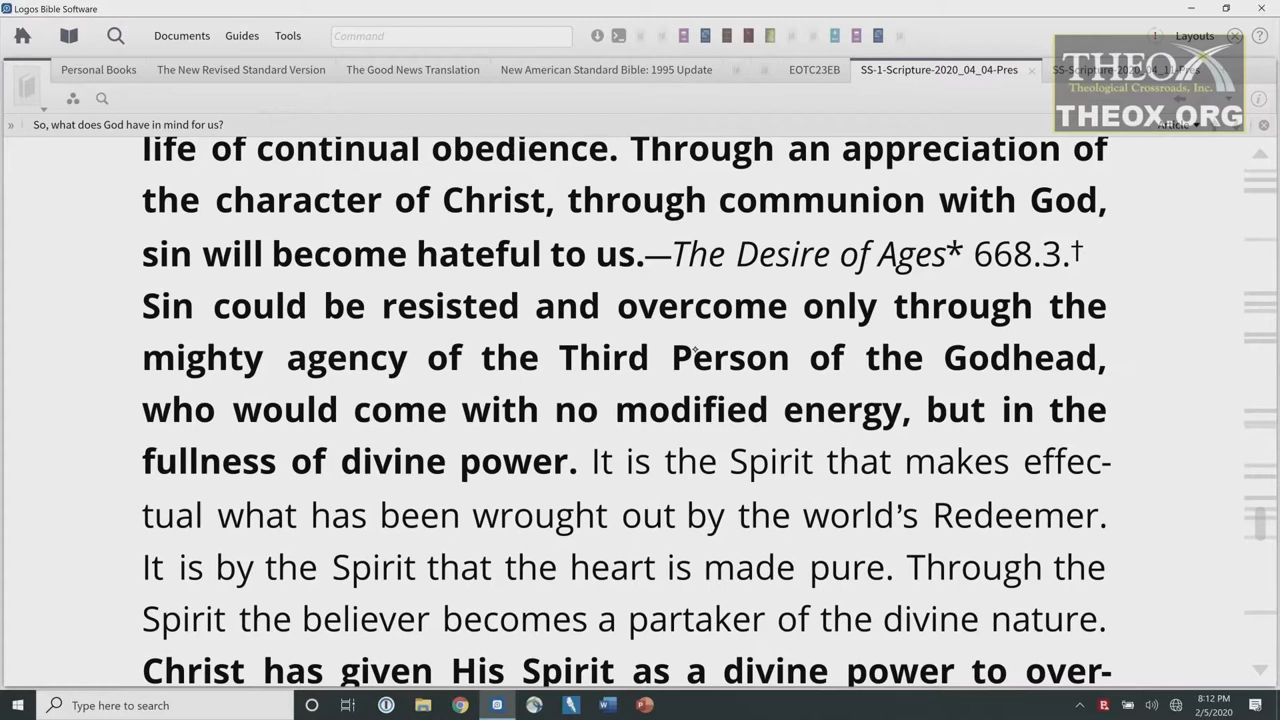 Logos Bible Software
Documents Guides Tools Command Layouts
Personal Books The New Revised Standard Version New American Standard Bible: 1995 Update EOTC23EB SS-1-Scripture-2020_04_04-Pres
THEOX
Theological Crossroads, Inc.
THEOX.ORG
So, what does God have in mind for us?
life of continual obedience. Through an appreciation of
the character of Christ, through communion with God,
sin will become hateful to us.—The Desire of Ages* 668.3.†
Sin could be resisted and overcome only through the
mighty agency of the Third Person of the Godhead,
who would come with no modified energy, but in the
fullness of divine power. It is the Spirit that makes effec-
tual what has been wrought out by the world’s Redeemer.
It is by the Spirit that the heart is made pure. Through the
Spirit the believer becomes a partaker of the divine nature.
Christ has given His Spirit as a divine power to over-
Type here to search
8:12 PM
2/5/2020